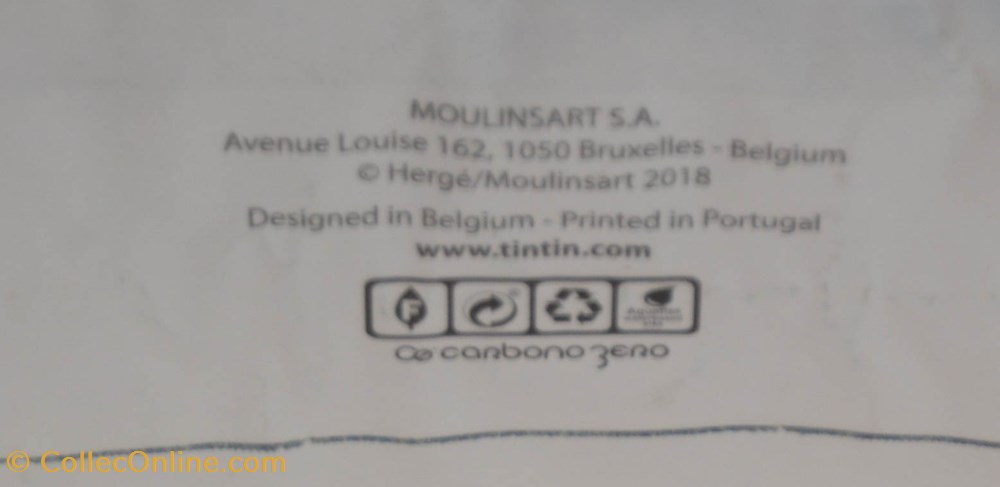 MOULINSART S.A.
Avenue Louise 162, 1050 Bruxelles - Belgium
© Hergé/Moulinsart 2018
Designed in Belgium - Printed in Portugal
www.tintin.com
F
carbono zero
© CollecOnline.com